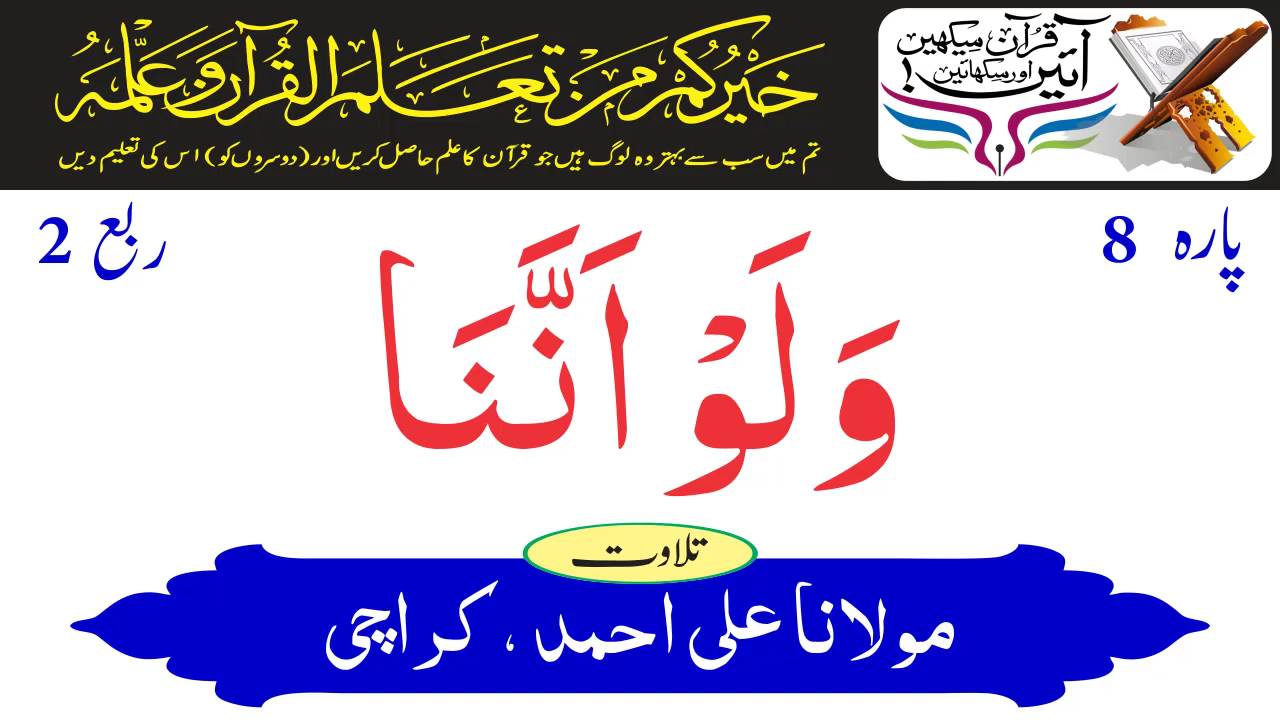 خَيْرُكُمْ مَنْ تَعَلَّمَ الْقُرْآنَ وَعَلَّمَهُ
تم میں سب سے بہتر وہ لوگ ہیں جو قرآن کا علم حاصل کریں اور (دوسروں کو) اس کی تعلیم دیں
آئیں قرآن سیکھیں
اور سکھائیں!
پارہ 8
ربع 2
وَلَوْ اَنَّنَا
تلاوت
مولانا علی احمد ، کراچی